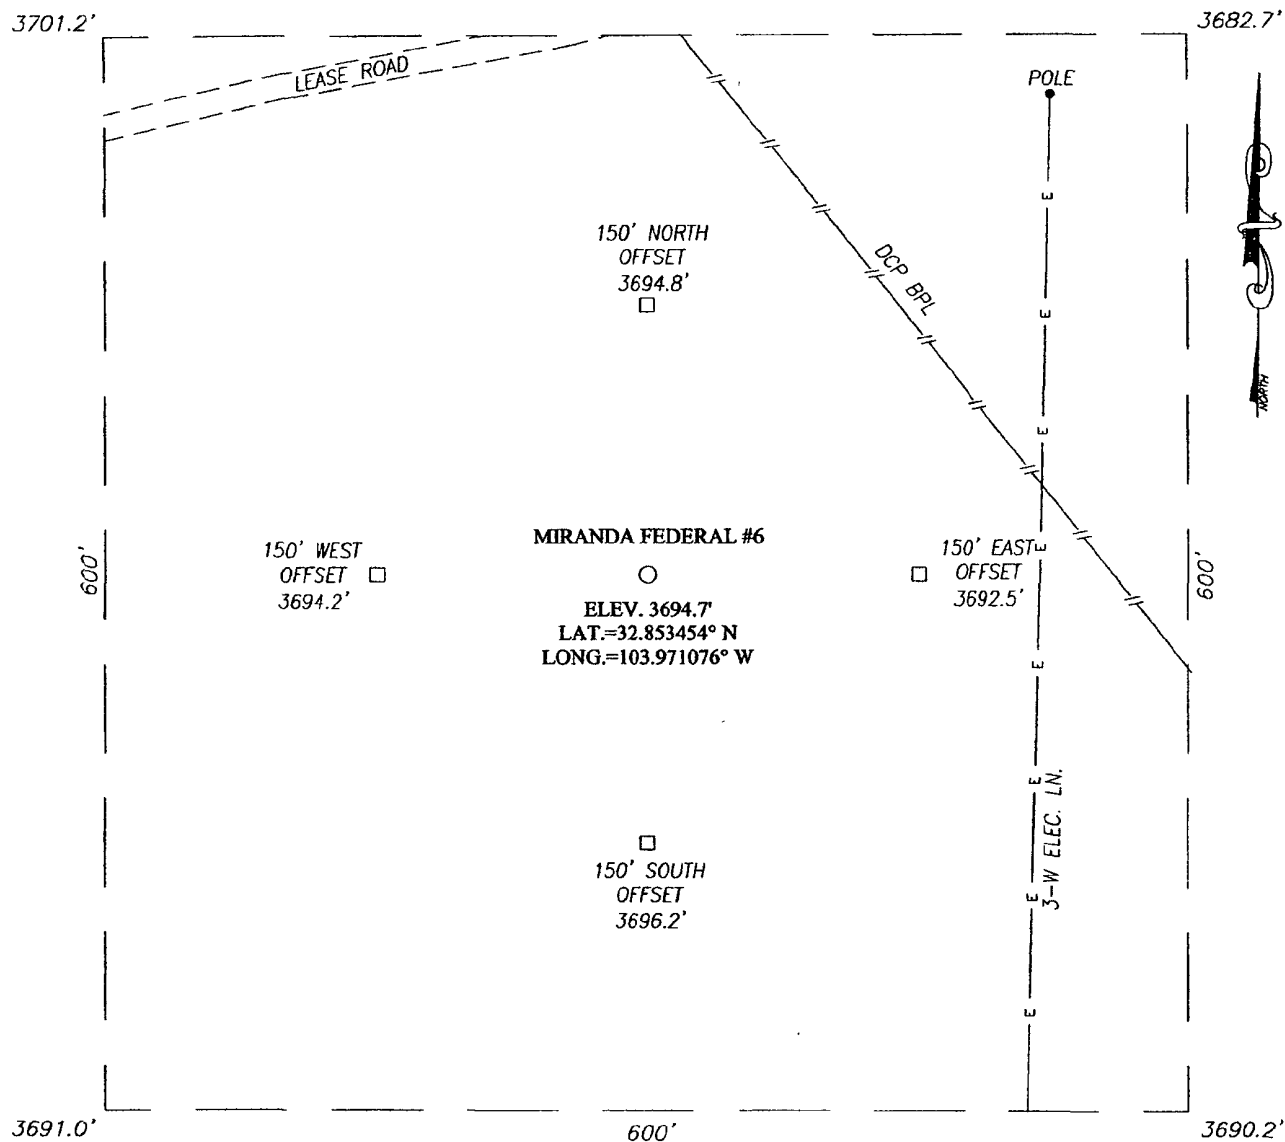 3701.2'
3682.7'
LEASE ROAD
POLE
E
150' NORTH
OFFSET
3694.8'
E
DCP BPL
E
NORTH
E
MIRANDA FEDERAL #6
150' WEST
OFFSET
3694.2'
E
150' EAST
OFFSET
3692.5'
600'
600'
ELEV. 3694.7'
LAT.=32.853454° N
LONG.=103.971076° W
E
E
3-W ELEC. LN.
150' SOUTH
OFFSET
3696.2'
E
E
3691.0'
600'
3690.2'